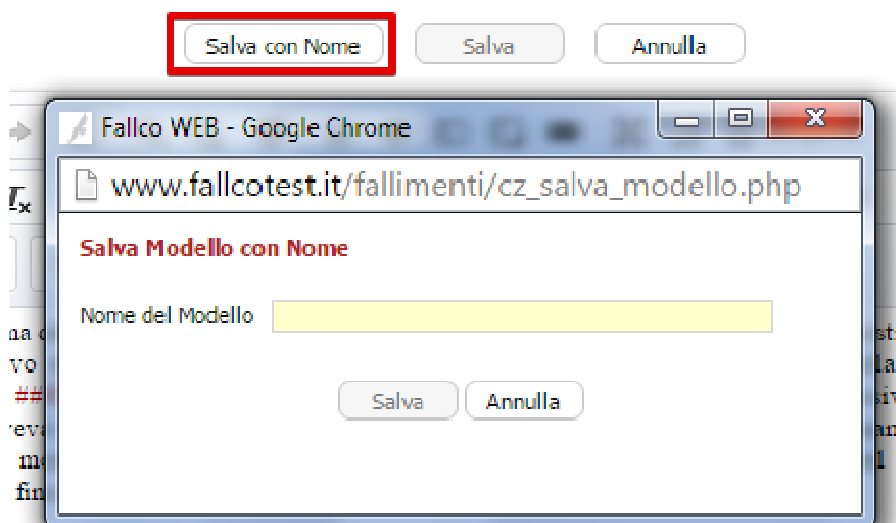 Salva con Nome Salva Annulla
Fallco WEB - Google Chrome
www.fallcotest.it/fallimenti/cz_salva_modello.php
Salva Modello con Nome
Nome del Modello
Salva Annulla
##